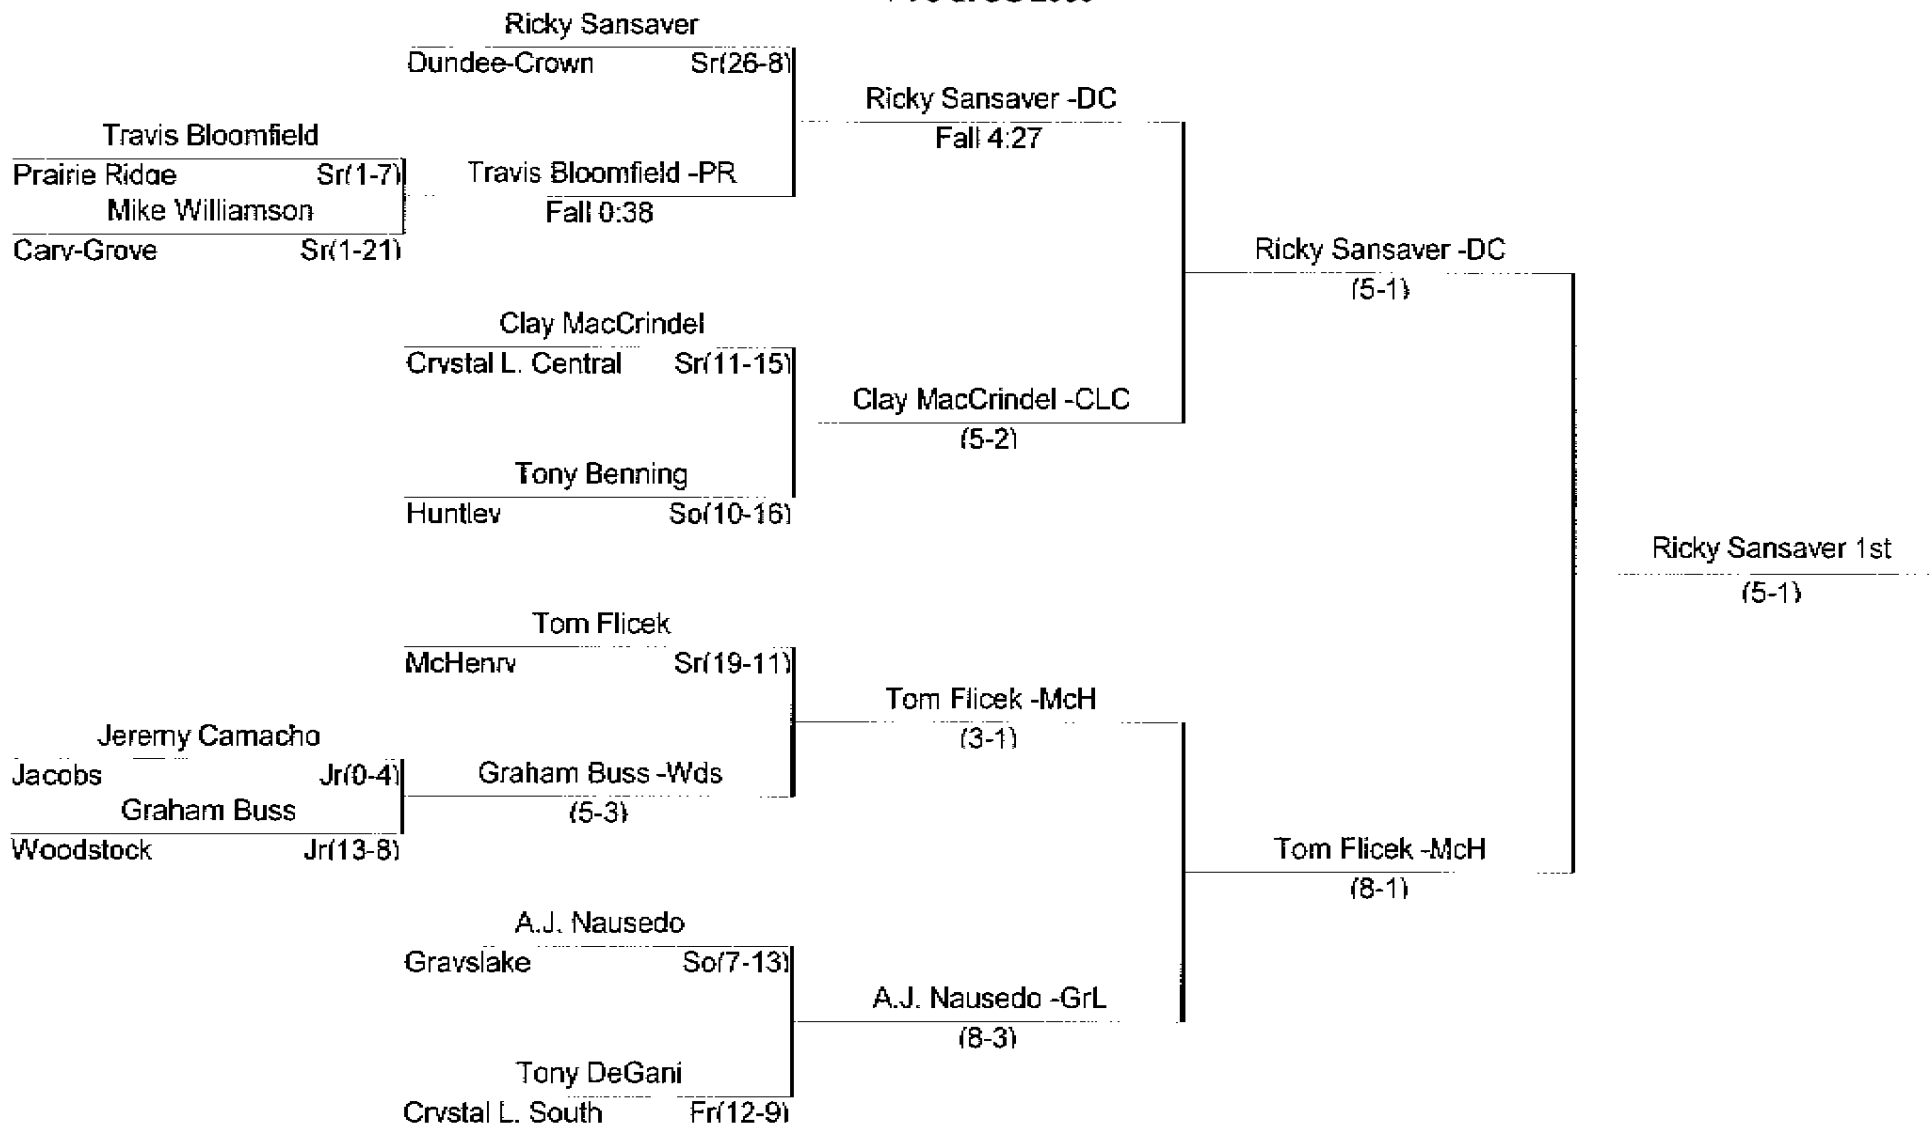 Ricky Sansaver
Dundee-Crown Sr(26-8)
Ricky Sansaver -DC
Fall 4:27
Travis Bloomfield
Prairie Ridge Sr(1-7)
Mike Williamson
Cary-Grove Sr(1-21)
Travis Bloomfield -PR
Fall 0:38
Ricky Sansaver -DC
(5-1)
Clay MacCrindel
Crystal L. Central Sr(11-15)
Clay MacCrindel -CLC
(5-2)
Tony Benning
Huntley So(10-16)
Ricky Sansaver 1st
(5-1)
Tom Flicek
McHenry Sr(19-11)
Tom Flicek -McH
(3-1)
Jeremy Camacho
Jacobs Jr(0-4)
Graham Buss
Woodstock Jr(13-8)
Graham Buss -Wds
(5-3)
Tom Flicek -McH
(8-1)
A.J. Nausedo
Grayslake So(7-13)
A.J. Nausedo -GrL
(8-3)
Tony DeGani
Crystal L. South Fr(12-9)